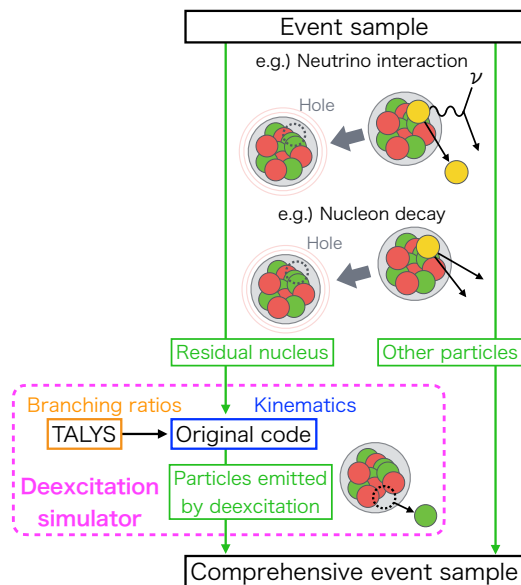 Event sample
e.g.) Neutrino interaction
ν
Hole
e.g.) Nucleon decay
Hole
Residual nucleus
Other particles
Branching ratios
Kinematics
TALYS
Original code
Deexcitation
simulator
Particles emitted
by deexcitation
Comprehensive event sample